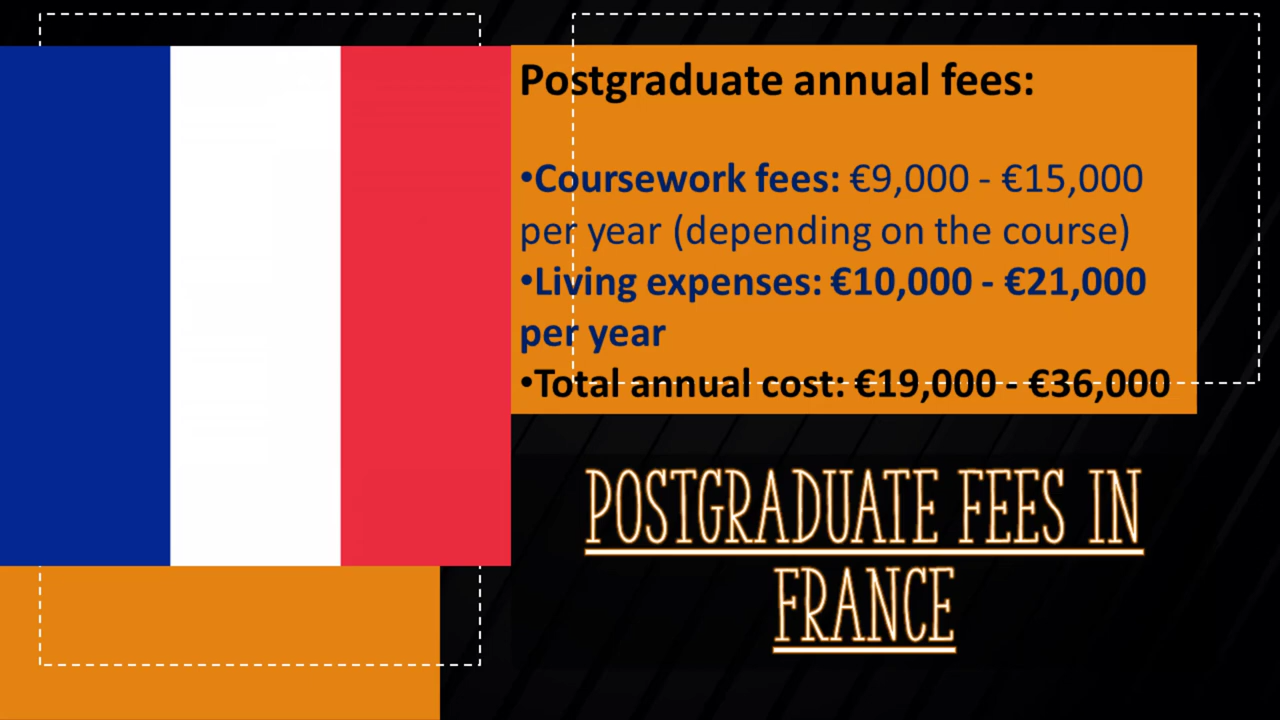 Postgraduate annual fees:
•Coursework fees: €9,000 - €15,000
per year (depending on the course)
•Living expenses: €10,000 - €21,000
per year
•Total annual cost: €19,000 - €36,000
POSTGRADUATE FEES IN
FRANCE